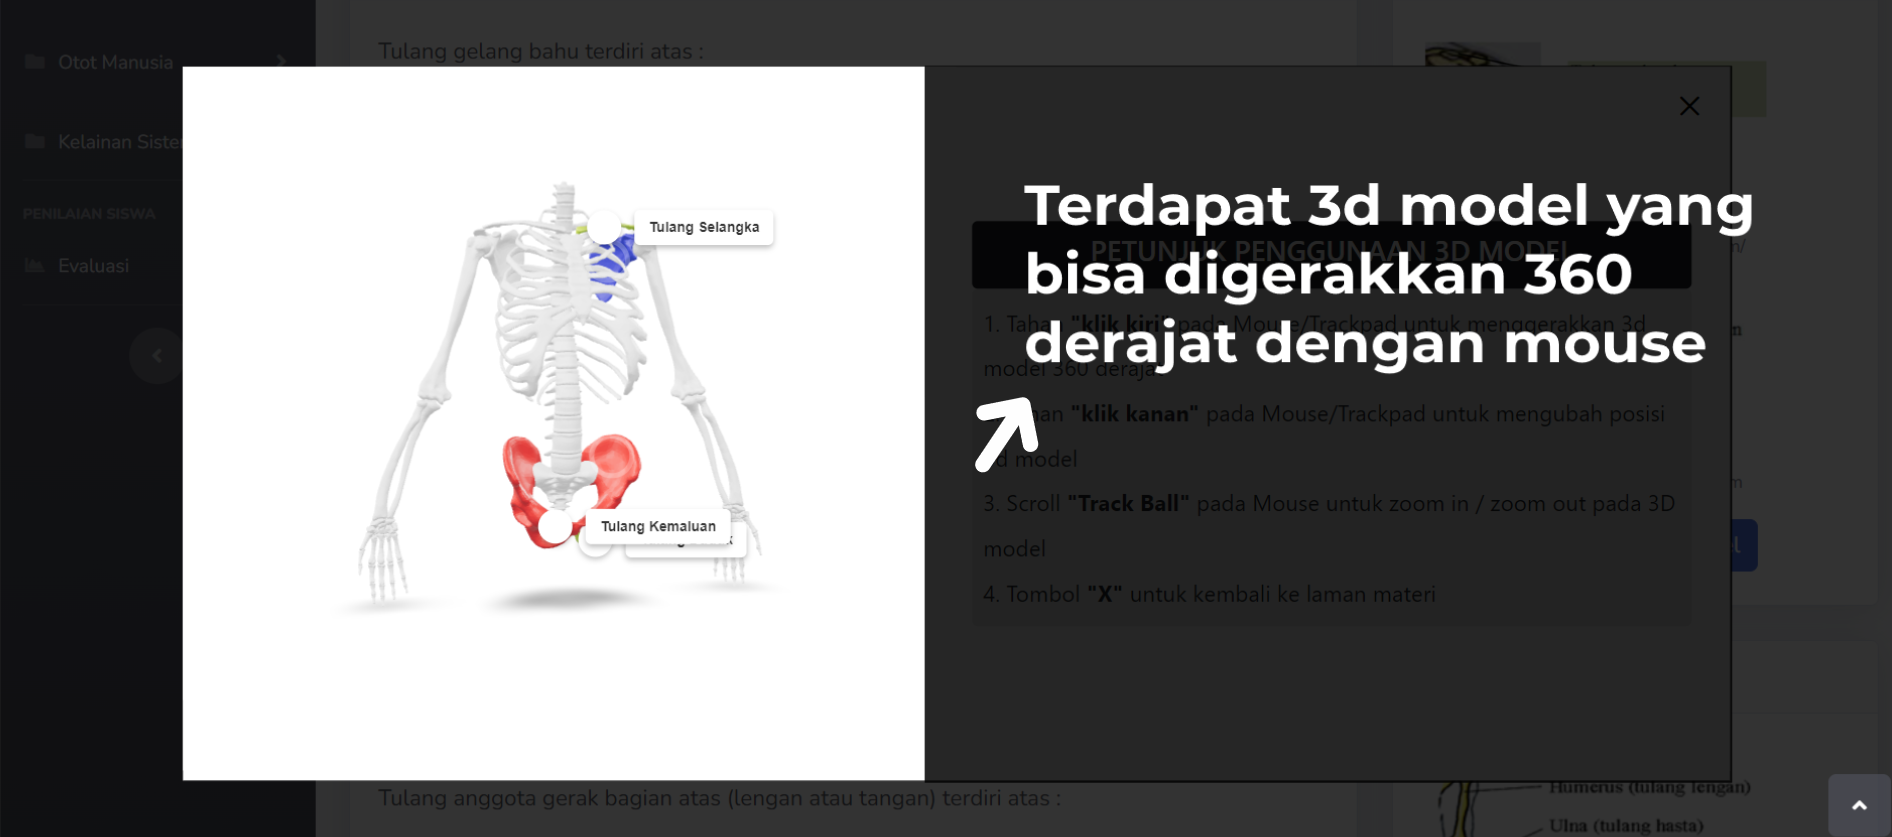 Otot Manusia
Kelainan
PENILAIAN SISWA
Evaluasi
Tulang gelang bahu terdiri atas :
Tulang Selangka
Tulang Kemaluan
Terdapat 3d model yang
bisa digerakkan 360
derajat dengan mouse
PETUNJUK PENGGUNAAN 3D MODEL
1. Tahan "klik kiri" pada Mouse/Trackpad untuk menggerakkan 3d
model 360 derajat
"klik kanan" pada Mouse/Trackpad untuk mengubah posisi
model
3. Scroll "Track Ball" pada Mouse untuk zoom in / zoom out pada 3D
model
4. Tombol "X" untuk kembali ke laman materi
Tulang anggota gerak bagian atas (lengan atau tangan) terdiri atas :
Humerus (tulang lengan)
Ulna (tulang hasta)